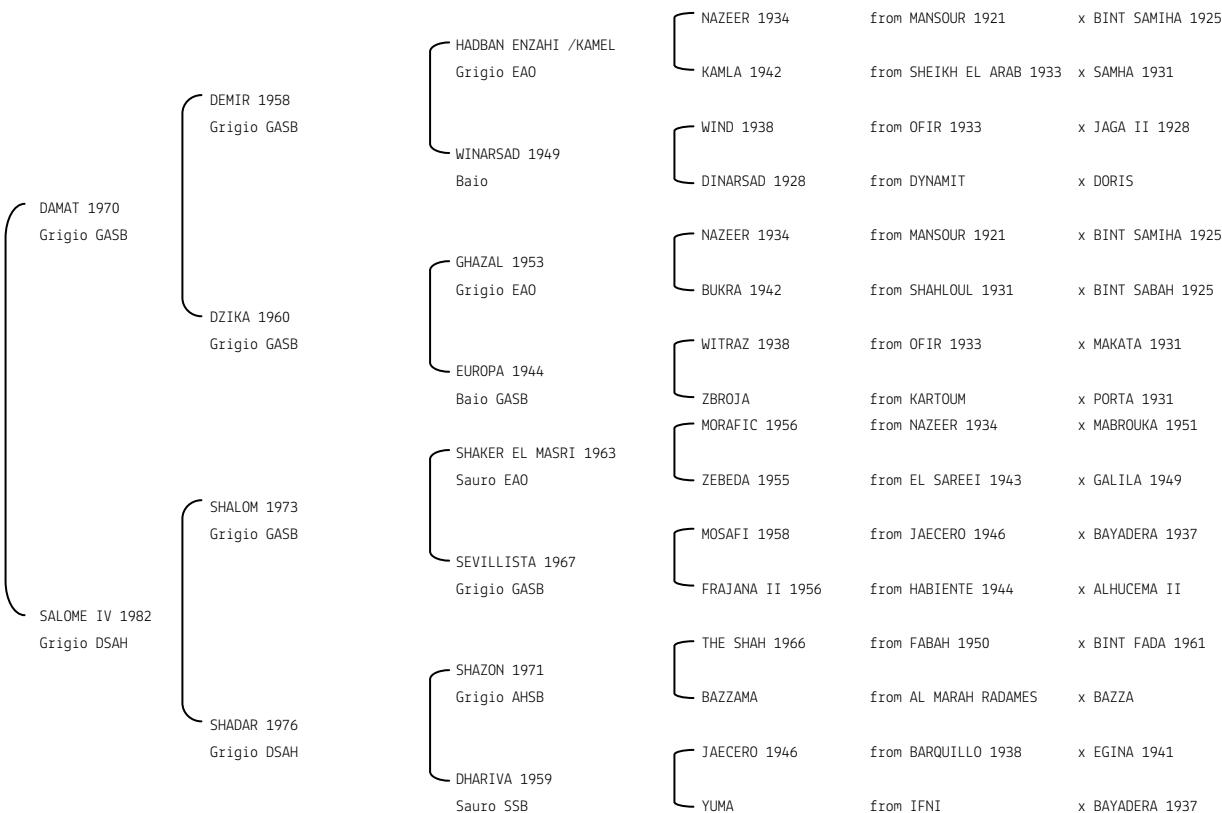 NAZEER 1934 from MANSOUR 1921 x BINT SAMIHA 1925
HADBAN ENZAHI /KAMEL
Grigio EAO
KAMLA 1942 from SHEIKH EL ARAB 1933 x SAMHA 1931
DEMIR 1958
Grigio GASB
WIND 1938 from OFIR 1933 x JAGA II 1928
WINARSAD 1949
Baio
DINARSAD 1928 from DYNAMIT x DORIS
DAMAT 1970
Grigio GASB
NAZEER 1934 from MANSOUR 1921 x BINT SAMIHA 1925
GHAZAL 1953
Grigio EAO
BUKRA 1942 from SHAHLOUL 1931 x BINT SABAH 1925
DZIKA 1960
Grigio GASB
WITRAZ 1938 from OFIR 1933 x MAKATA 1931
EUROPA 1944
Baio GASB
ZBROJA from KARTOUM x PORTA 1931
MORAFIC 1956 from NAZEER 1934 x MABROUKA 1951
SHAKER EL MASRI 1963
Sauro EAO
ZEBEDA 1955 from EL SAREEI 1943 x GALILA 1949
SHALOM 1973
Grigio GASB
MOSAFI 1958 from JAECERO 1946 x BAYADERA 1937
SEVILLISTA 1967
Grigio GASB
FRAJANA II 1956 from HABIENTE 1944 x ALHUCEMA II
SALOME IV 1982
Grigio DSAH
THE SHAH 1966 from FABAH 1950 x BINT FADA 1961
SHAZON 1971
Grigio AHSB
BAZZAMA from AL MARAH RADAMES x BAZZA
SHADAR 1976
Grigio DSAH
JAECERO 1946 from BARQUILLO 1938 x EGINA 1941
DHARIVA 1959
Sauro SSB
YUMA from IFNI x BAYADERA 1937